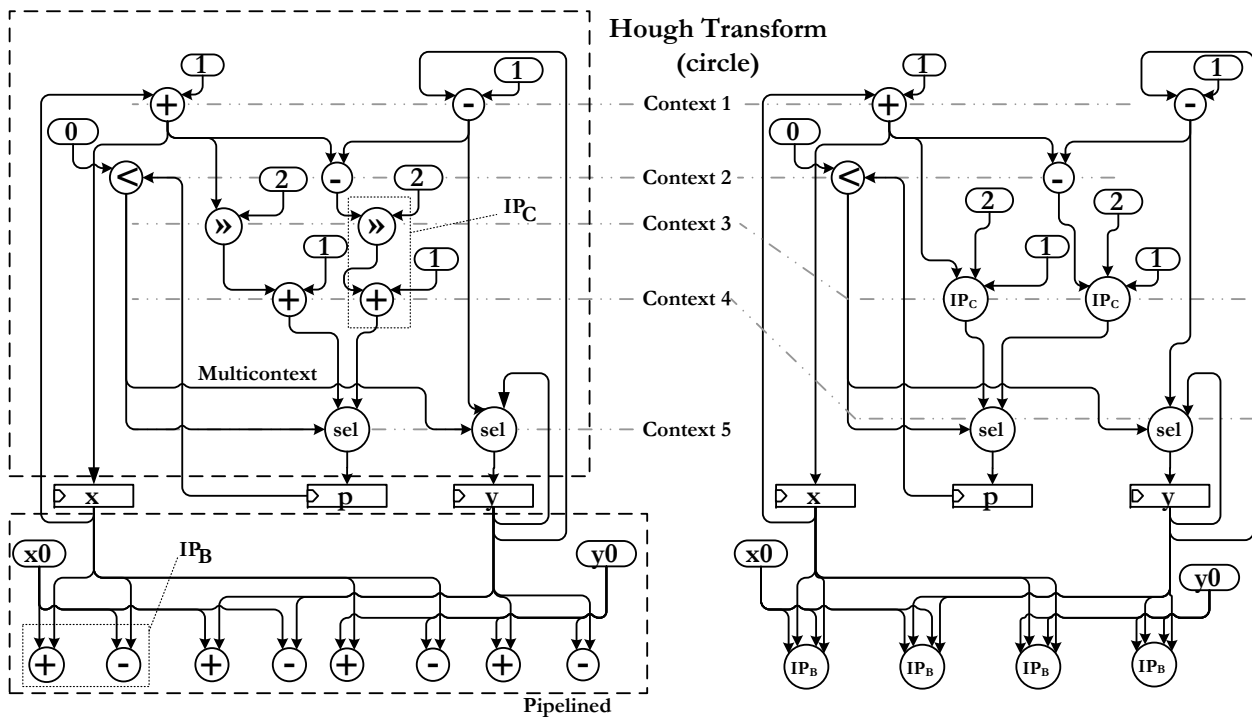 Hough Transform
(circle)
1
1
+
-
Context 1
0
<
-
Context 2
2
2
»
»
IPC
Context 3
1
1
+
+
Context 4
Multicontext
sel
sel
Context 5
x
p
y
x0
IPB
y0
+
-
+
-
+
-
+
-
Pipelined
1
1
+
-
0
<
-
2
2
1
1
IPC
IPC
sel
sel
x
p
y
x0
y0
IPB
IPB
IPB
IPB